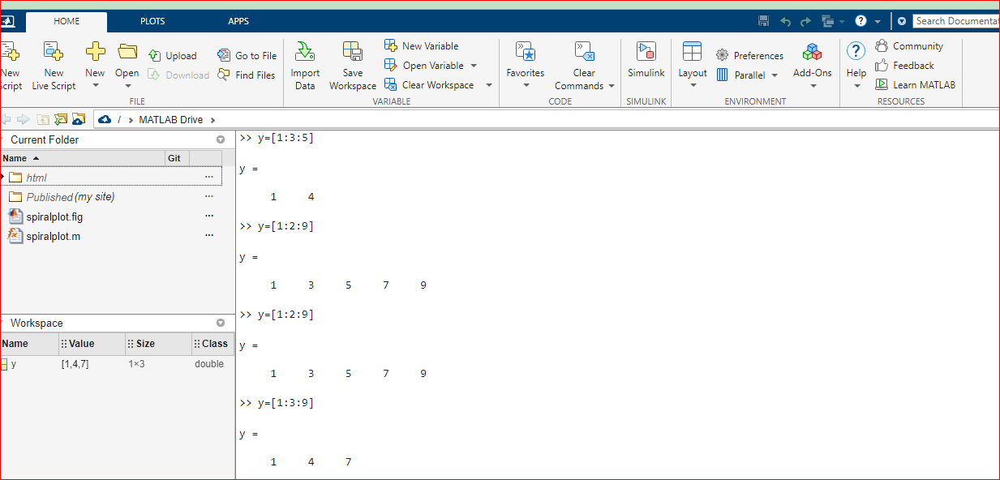 HOME PLOTS APPS Search Documentat
New Script
New Live Script
New
Open
Upload
Download
Go to File
Find Files
FILE
Import Data
Save Workspace
New Variable
Open Variable
Clear Workspace
VARIABLE
Favorites
Clear Commands
CODE
Simulink
SIMULINK
Layout
Preferences
Parallel
Add-Ons
ENVIRONMENT
Help
Community
Feedback
Learn MATLAB
RESOURCES
/ > MATLAB Drive >
Current Folder
Name Git
html ...
Published (my site) ...
spiralplot.fig ...
spiralplot.m ...
Workspace
Name Value Size Class
y [1,4,7] 1×3 double
>> y=[1:3:5]
y =
1 4
>> y=[1:2:9]
y =
1 3 5 7 9
>> y=[1:2:9]
y =
1 3 5 7 9
>> y=[1:3:9]
y =
1 4 7